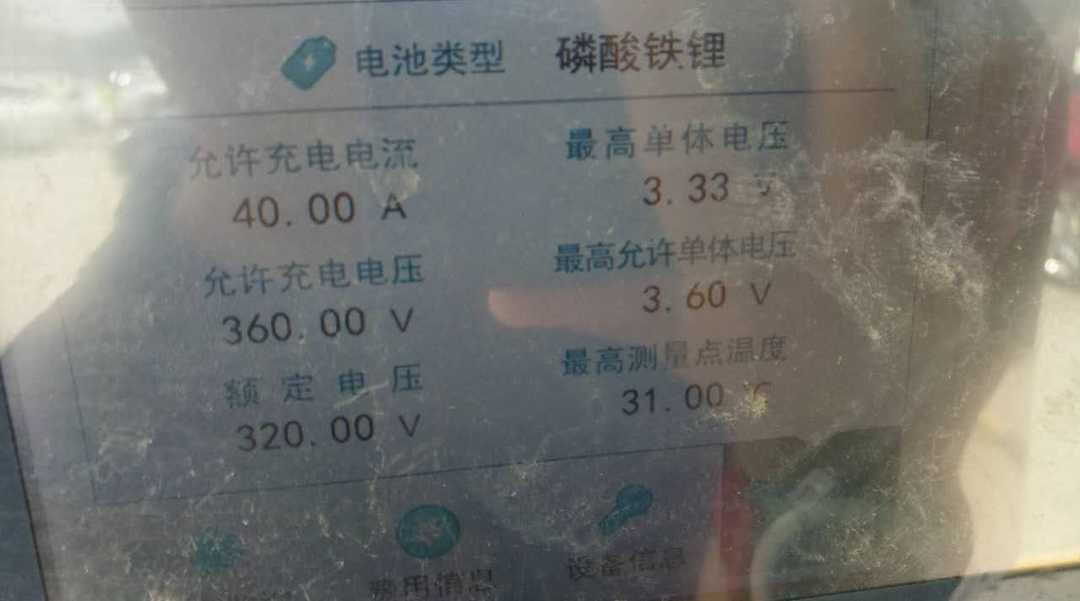 电池类型 磷酸铁锂
允许充电电流 最高单体电压
40.00 A 3.33 V
允许充电电压 最高允许单体电压
360.00 V 3.60 V
额定电压 最高测量点温度
320.00 V 31.00 ℃
费用信息 设备信息